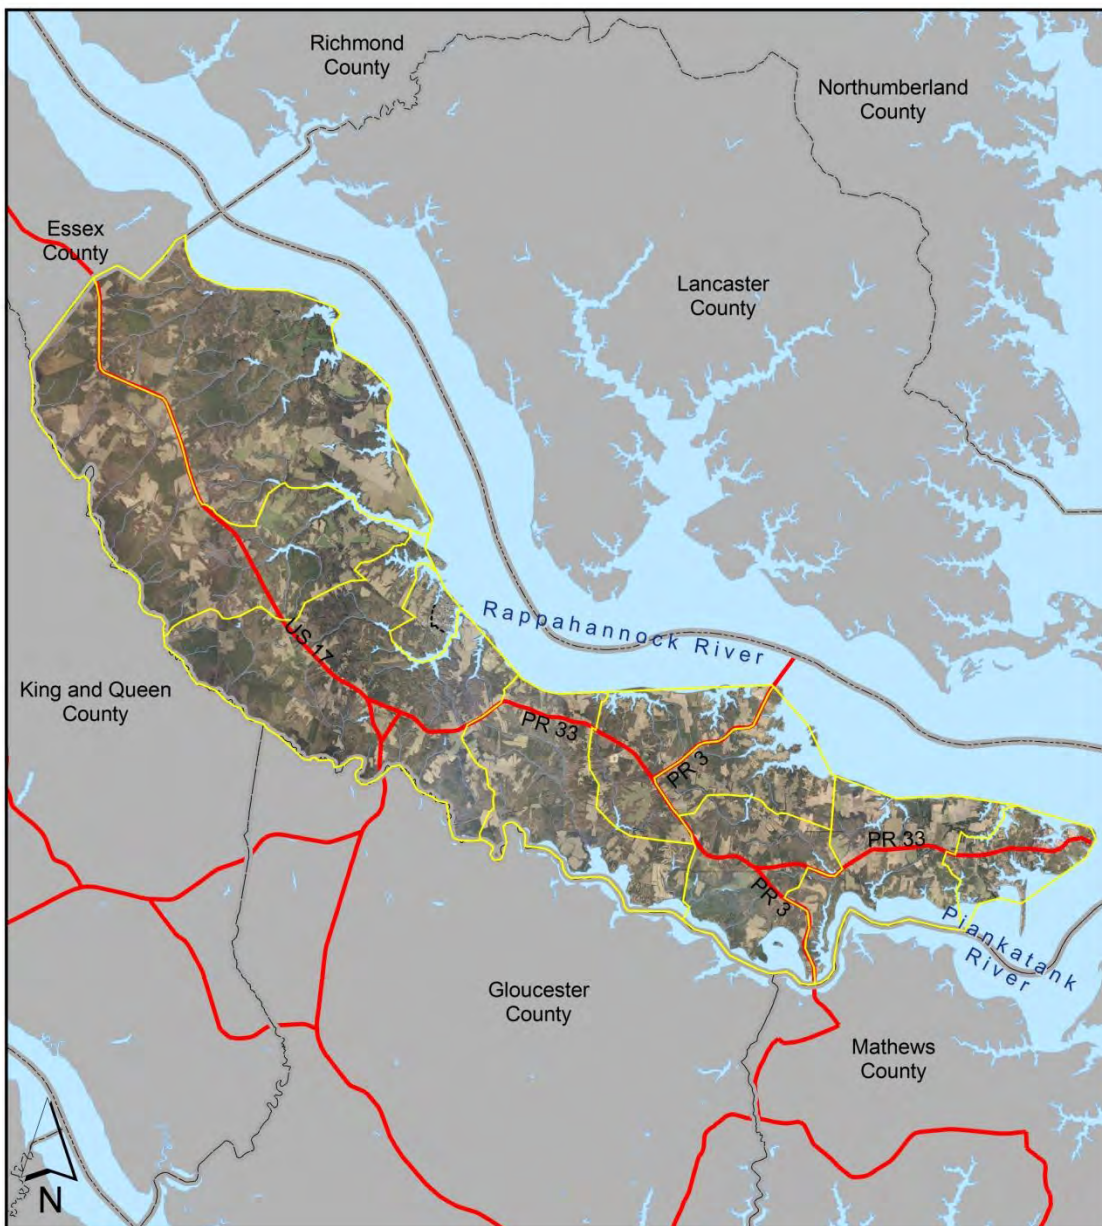 Richmond
County
Northumberland
County
Essex
County
Lancaster
County
Rappahannock River
US 17
King and Queen
County
PR 33
PR 3
PR 33
PR 3
Piankatank
River
Gloucester
County
Mathews
County
N